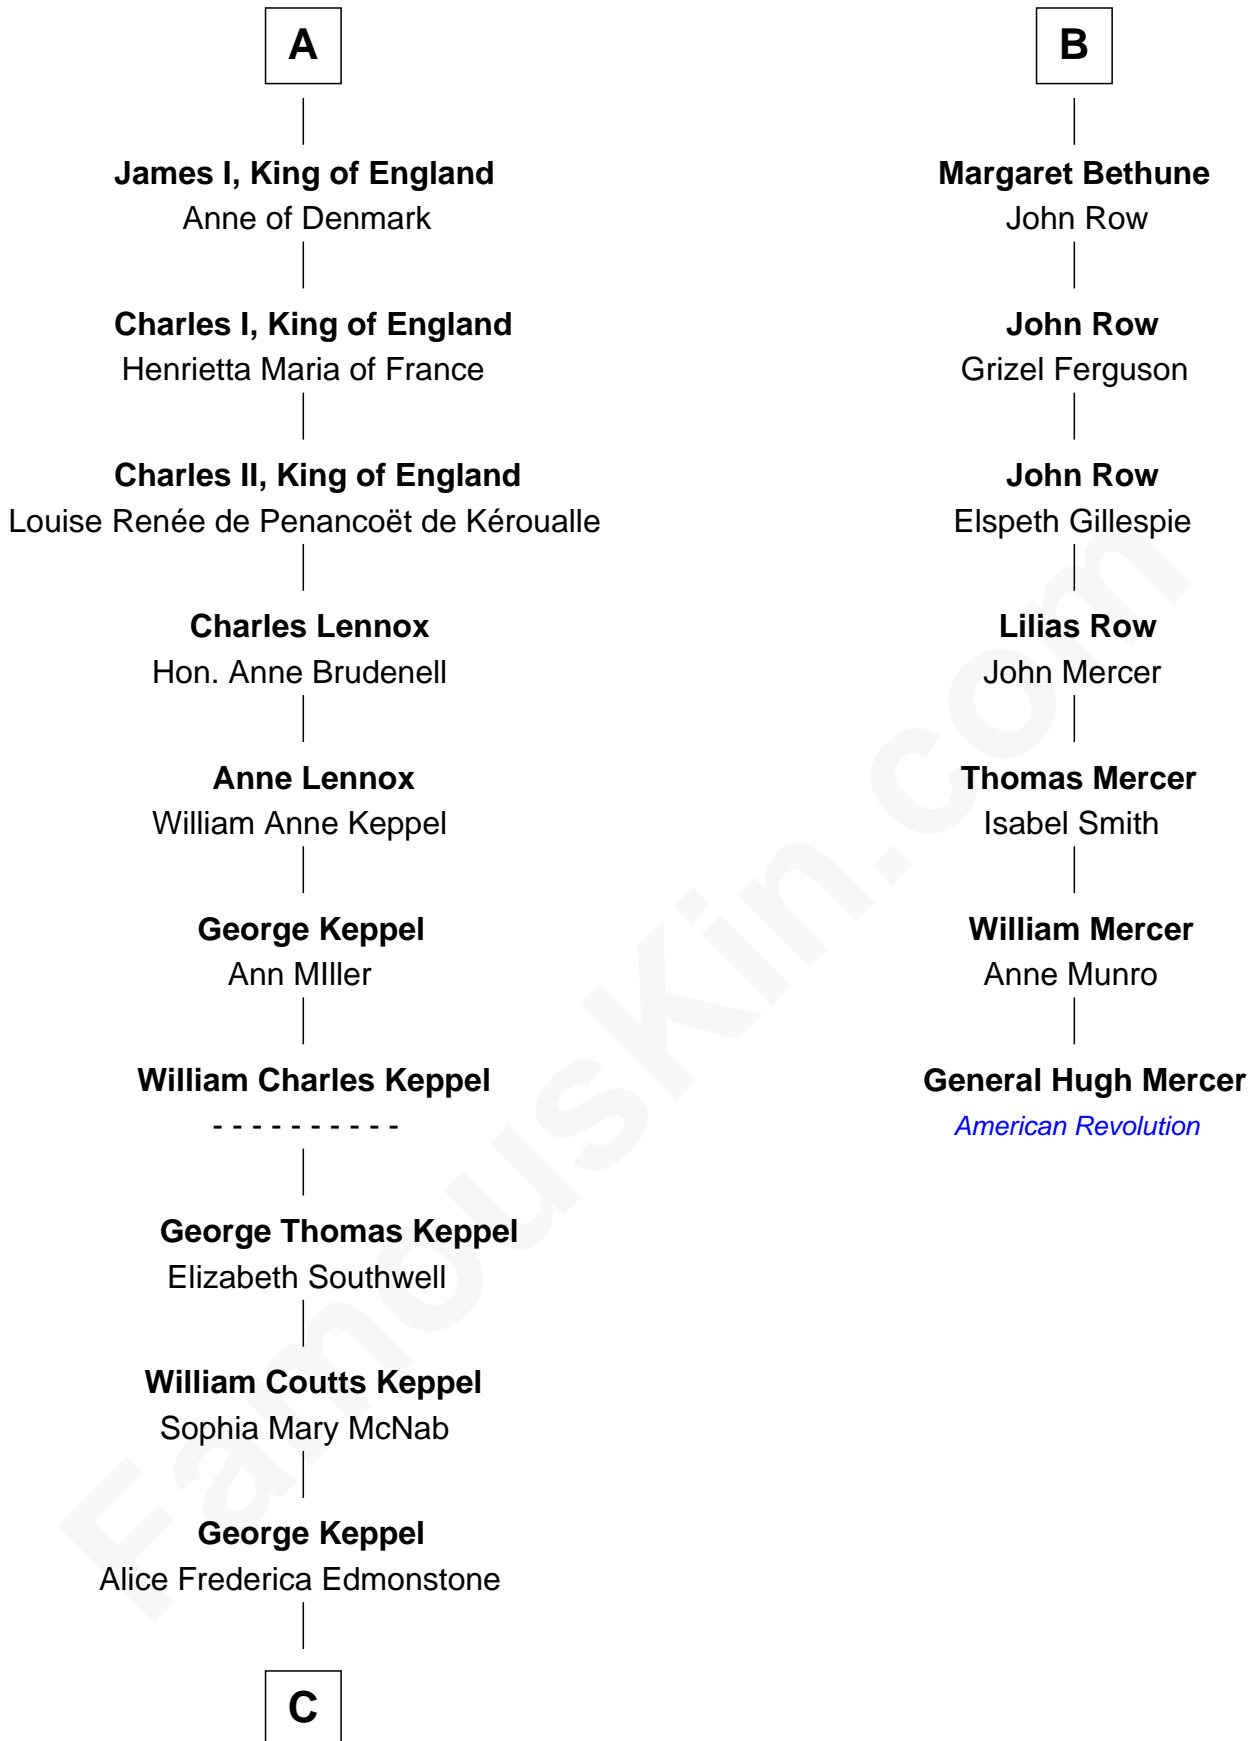 A
James I, King of England
Anne of Denmark
Charles I, King of England
Henrietta Maria of France
Charles II, King of England
Louise Renée de Penancoët de Kéroualle
Charles Lennox
Hon. Anne Brudenell
Anne Lennox
William Anne Keppel
George Keppel
Ann MIller
William Charles Keppel
- - - - - - - - - -
George Thomas Keppel
Elizabeth Southwell
William Coutts Keppel
Sophia Mary McNab
George Keppel
Alice Frederica Edmonstone
C
B
Margaret Bethune
John Row
John Row
Grizel Ferguson
John Row
Elspeth Gillespie
Lilias Row
John Mercer
Thomas Mercer
Isabel Smith
William Mercer
Anne Munro
General Hugh Mercer
American Revolution
FamousKin.com